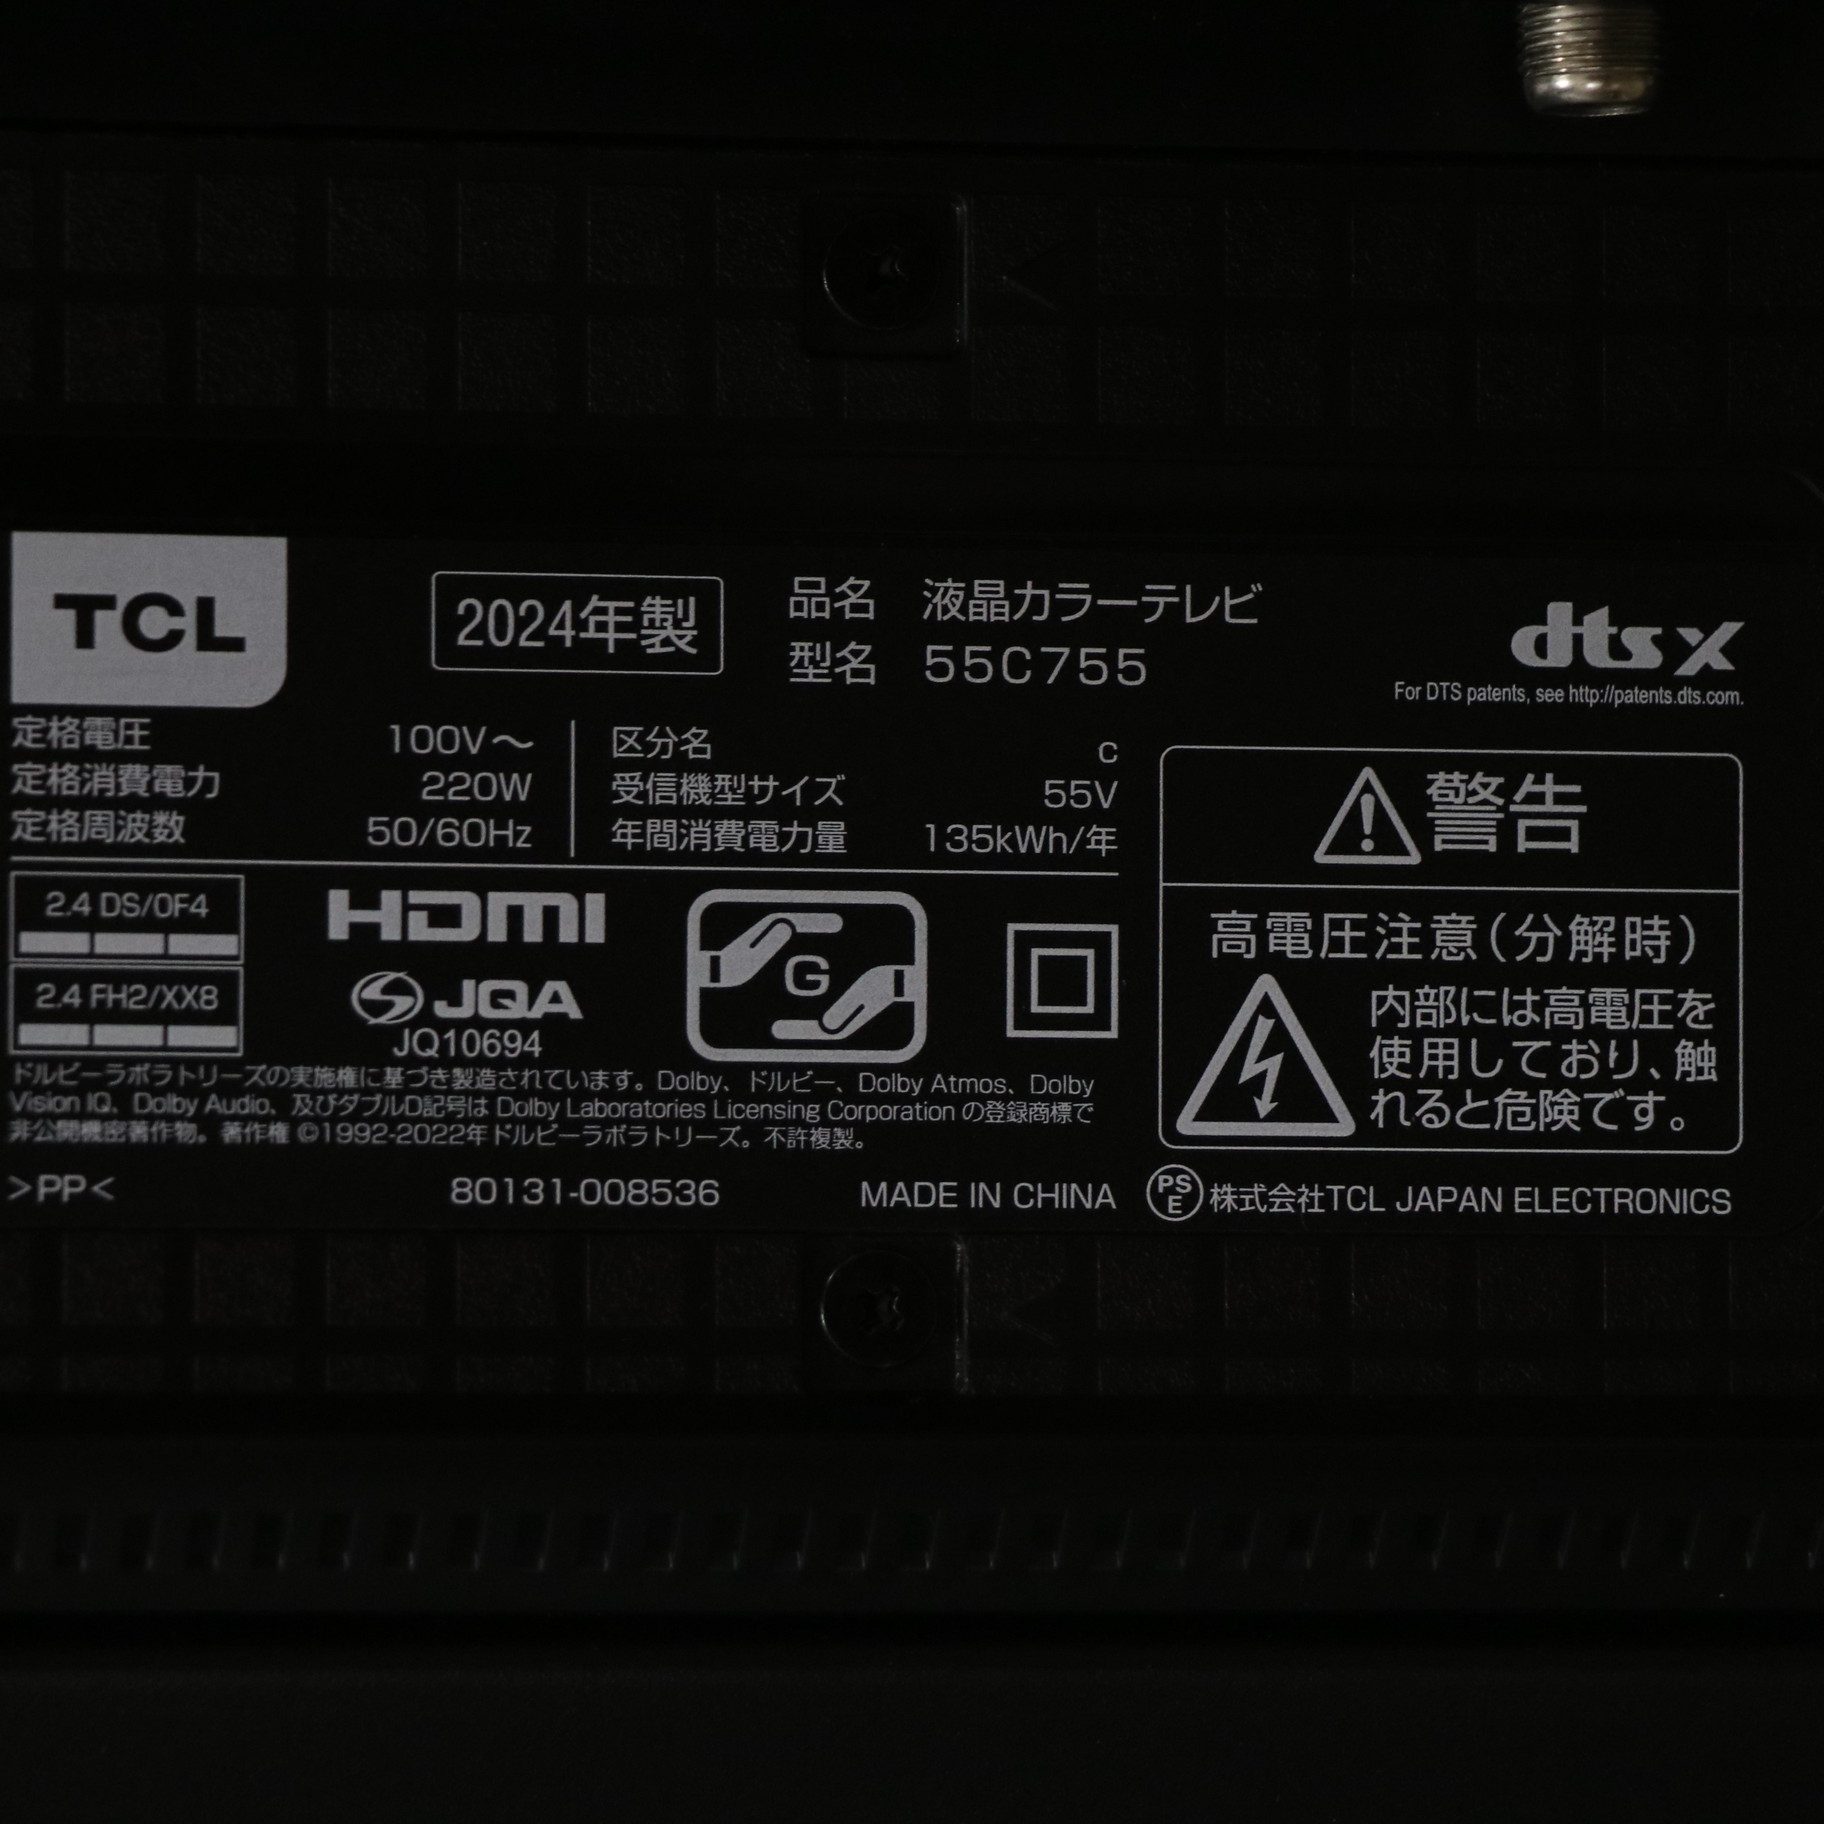 TCL
2024年製
品名 液晶カラーテレビ
型名 55C755
dts X
For DTS patents, see http://patents.dts.com.
定格電圧 100V〜
定格消費電力 220W
定格周波数 50/60Hz
区分名 C
受信機型サイズ 55V
年間消費電力量 135kWh/年
2.4 DS/OF4
2.4 FH2/XX8
HDMI
JQA
JQ10694
G
警告
高電圧注意(分解時)
内部には高電圧を
使用しており、触
れると危険です。
ドルビーラボラトリーズの実施権に基づき製造されています。Dolby、ドルビー、Dolby Atmos、Dolby
Vision IQ、Dolby Audio、及びダブルD記号は Dolby Laboratories Licensing Corporation の登録商標で
非公開機密著作物。著作権 ©1992-2022年ドルビーラボラトリーズ。不許複製。
>PP< 80131-008536 MADE IN CHINA
PSE 株式会社TCL JAPAN ELECTRONICS